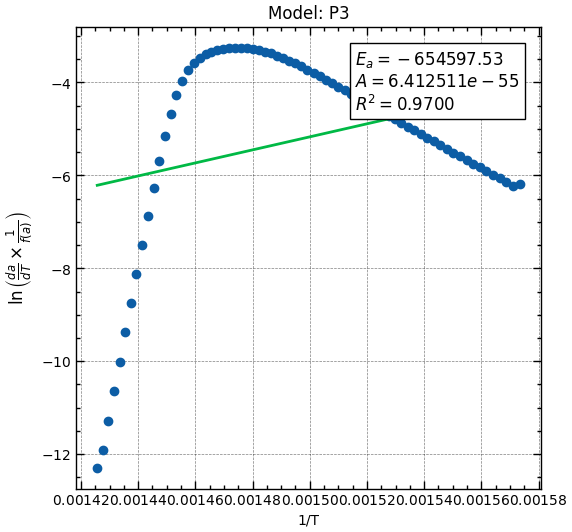 Model: P3
E_a = −654597.53
A = 6.412511e − 55
R² = 0.9700
ln(da/dT × 1/f(a))
−4
−6
−8
−10
−12
0.00142 0.00144 0.00146 0.00148 0.00150 0.00152 0.00154 0.00156 0.00158
1/T